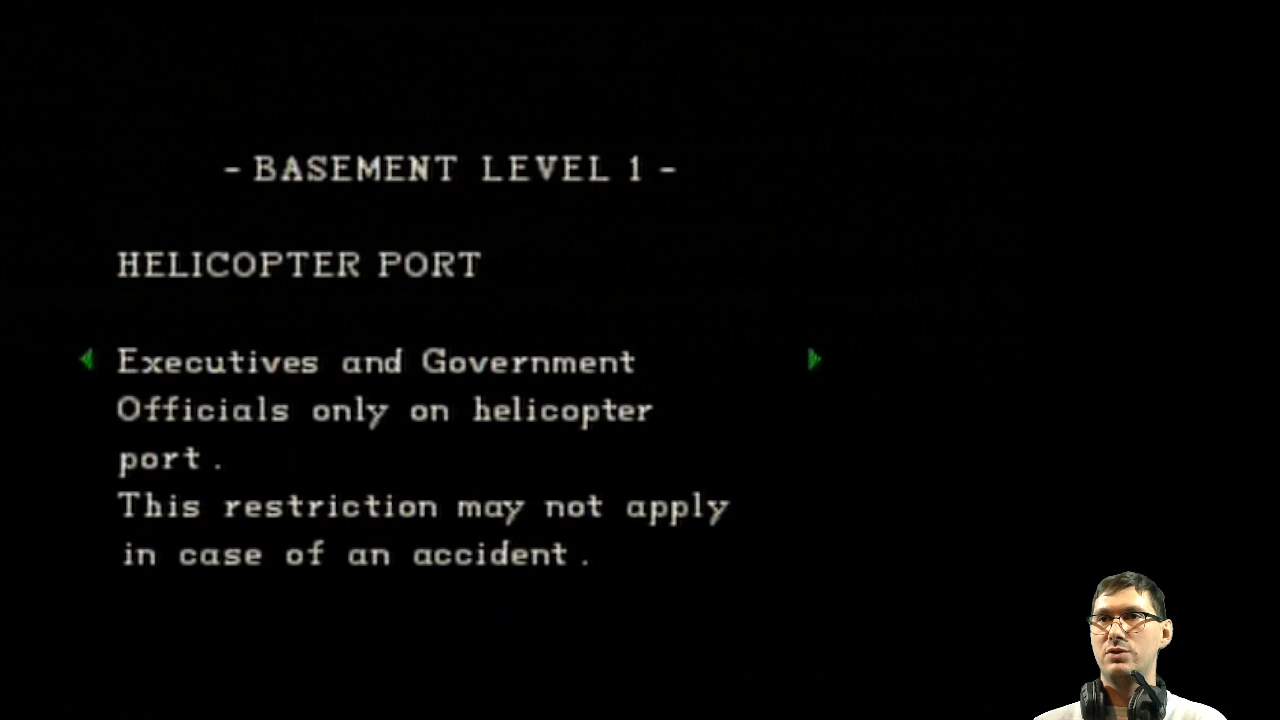 - BASEMENT LEVEL 1 -
HELICOPTER PORT
Executives and Government
Officials only on helicopter
port.
This restriction may not apply
in case of an accident.